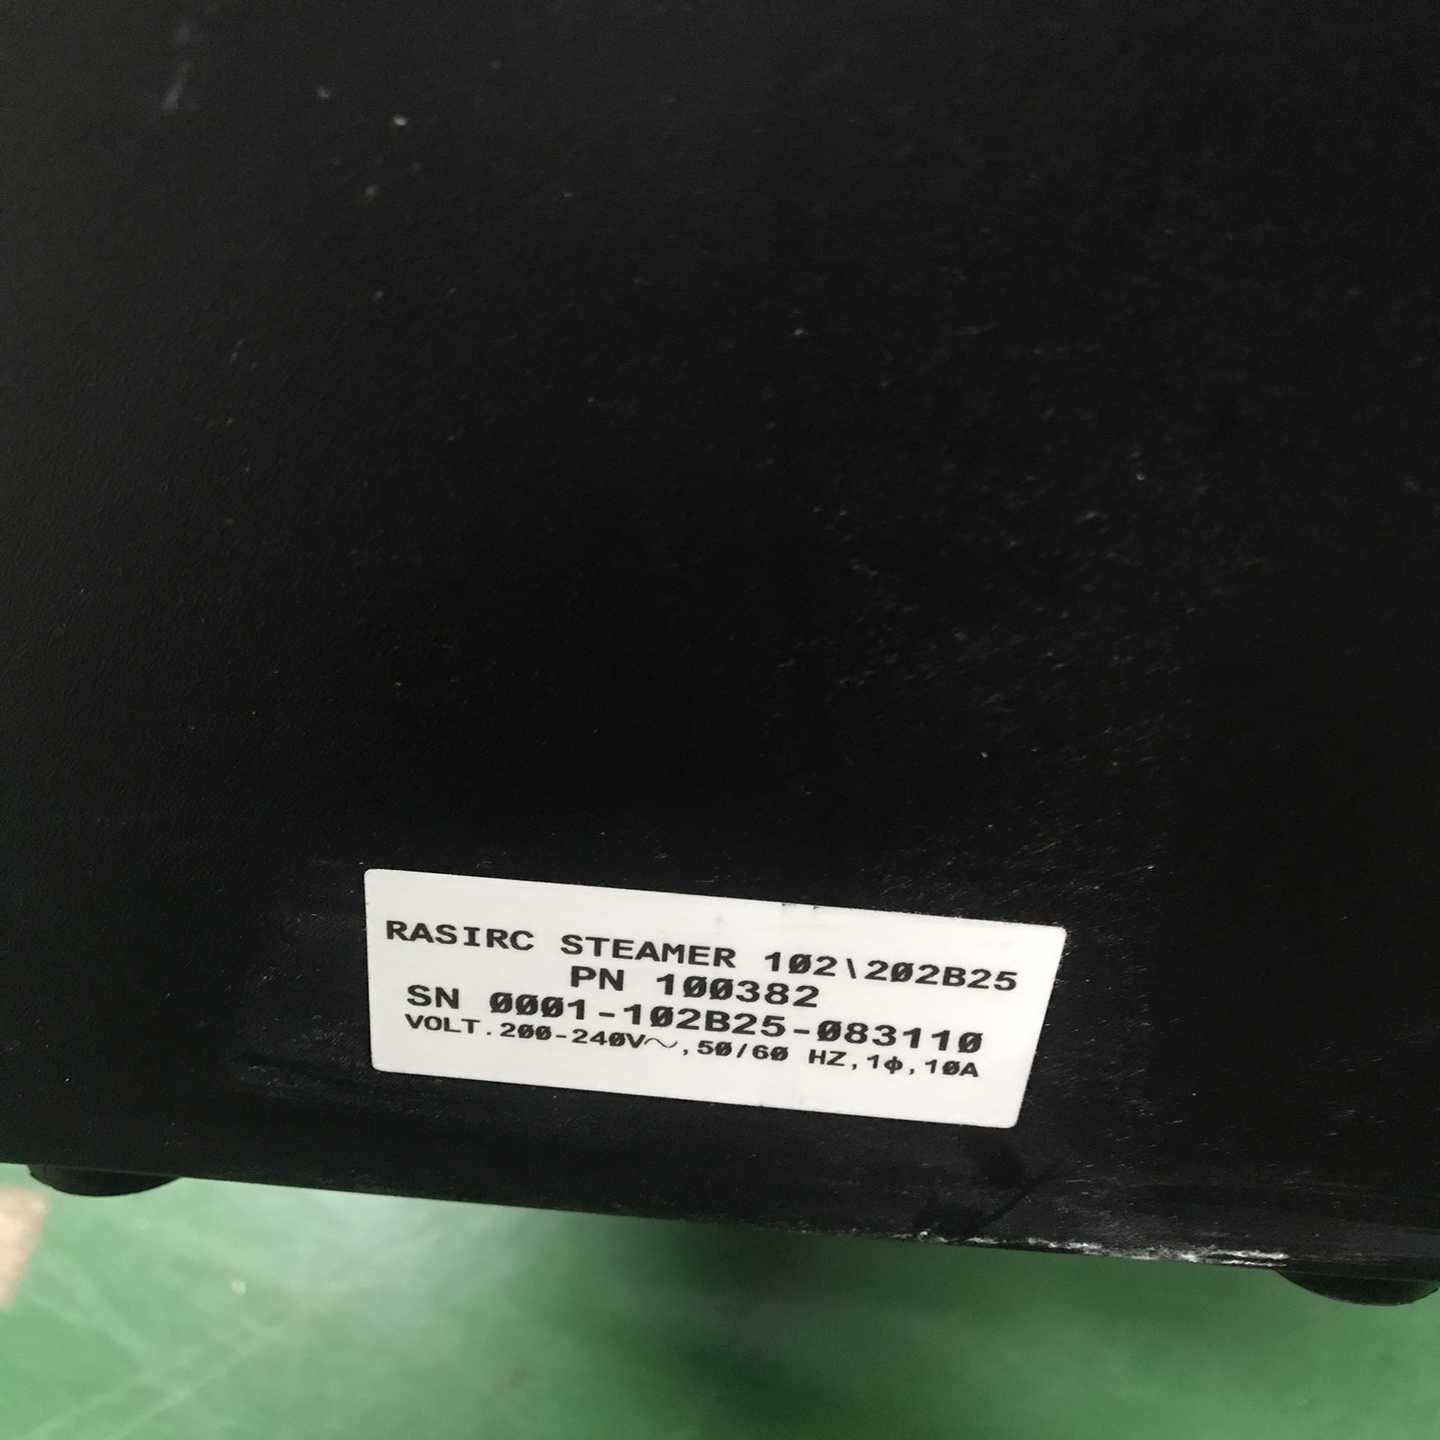 RASIRC STEAMER 102\202B25
PN 100382
SN 0001-102B25-083110
VOLT.200-240V～,50/60 HZ,1ϕ,10A